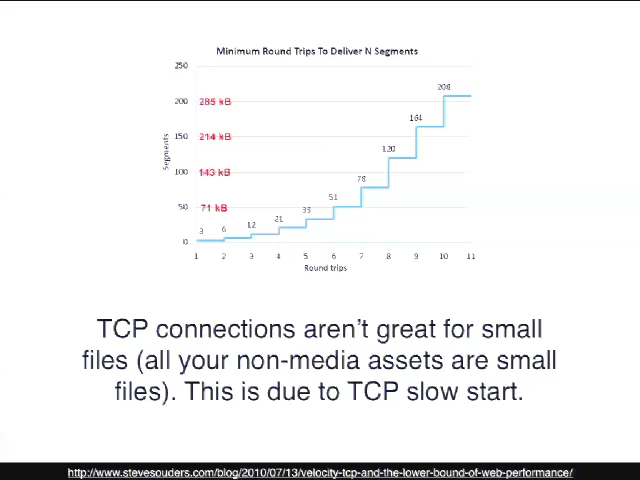 Minimum Round Trips To Deliver N Segments
250
200
285 kB
150
214 kB
100
143 kB
50
71 kB
0
Segments
3
6
12
21
33
51
78
120
164
208
1 2 3 4 5 6 7 8 9 10 11
Round trips
TCP connections aren't great for small
files (all your non-media assets are small
files). This is due to TCP slow start.
http://www.stevesouders.com/blog/2010/07/13/velocity-tcp-and-the-lower-bound-of-web-performance/